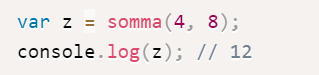 var z = somma(4, 8);
console.log(z); // 12